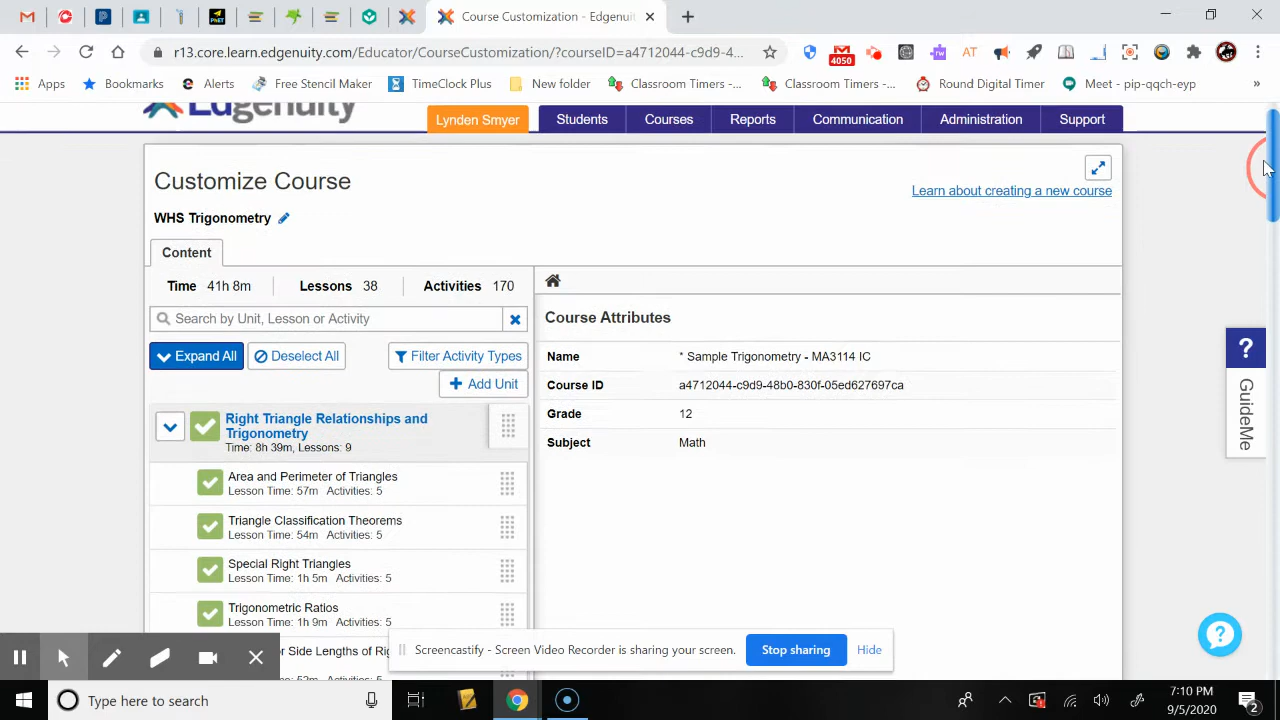 Course Customization - Edgenuity
r13.core.learn.edgenuity.com/Educator/CourseCustomization/?courseID=a4712044-c9d9-4...
AT
rw
4050
Apps
Bookmarks
Alerts
Free Stencil Maker
TimeClock Plus
New folder
Classroom Timers -...
Classroom Timers -...
Round Digital Timer
Meet - pip-qqch-eyp
»
Edgenuity
Lynden Smyer
Students
Courses
Reports
Communication
Administration
Support
Customize Course
Learn about creating a new course
WHS Trigonometry
Content
Time 41h 8m
Lessons 38
Activities 170
Search by Unit, Lesson or Activity
Expand All
Deselect All
Filter Activity Types
+ Add Unit
Right Triangle Relationships and
Trigonometry
Time: 8h 39m, Lessons: 9
Area and Perimeter of Triangles
Lesson Time: 57m Activities: 5
Triangle Classification Theorems
Lesson Time: 54m Activities: 5
Special Right Triangles
Lesson Time: 1h 5m Activities: 5
Trigonometric Ratios
Lesson Time: 1h 9m Activities: 5
or Side Lengths of Rig
Course Attributes
Name * Sample Trigonometry - MA3114 IC
Course ID a4712044-c9d9-48b0-830f-05ed627697ca
Grade 12
Subject Math
?
GuideMe
?
Screencastify - Screen Video Recorder is sharing your screen.
Stop sharing
Hide
Type here to search
7:10 PM
9/5/2020
2